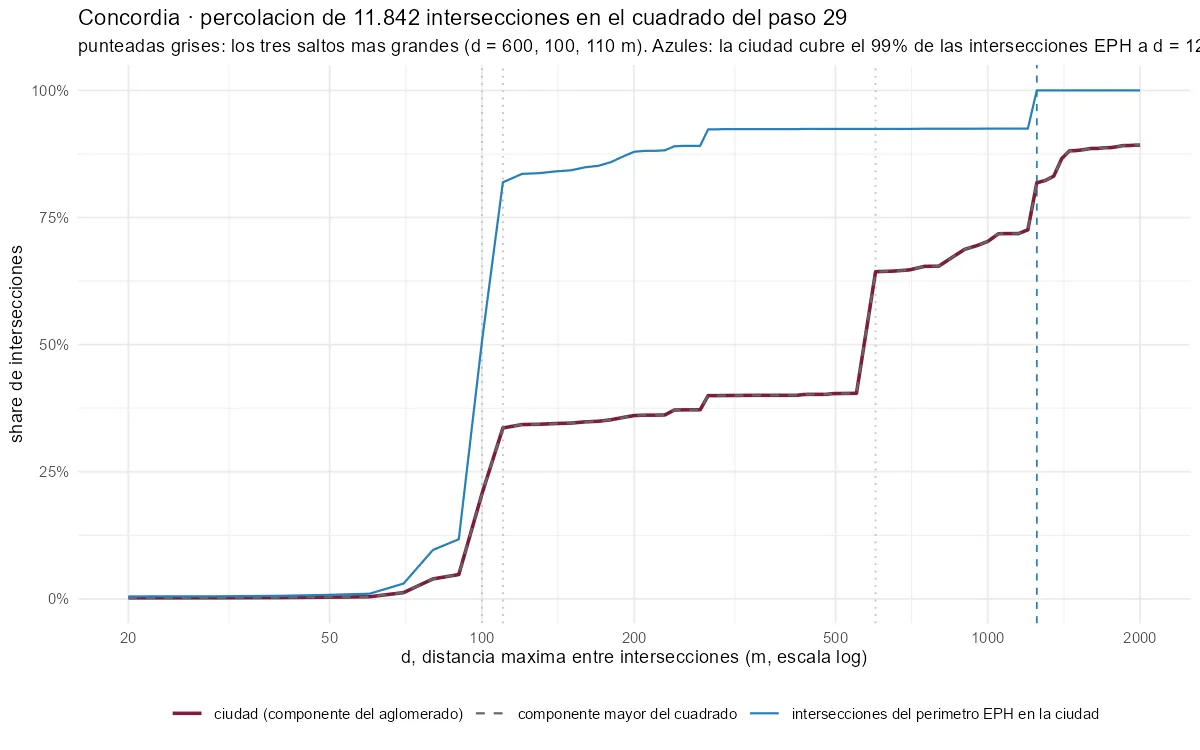 Concordia · percolacion de 11.842 intersecciones en el cuadrado del paso 29
punteadas grises: los tres saltos mas grandes (d = 600, 100, 110 m). Azules: la ciudad cubre el 99% de las intersecciones EPH a d = 12
share de intersecciones
100%
75%
50%
25%
0%
20 50 100 200 500 1000 2000
d, distancia maxima entre intersecciones (m, escala log)
ciudad (componente del aglomerado) componente mayor del cuadrado intersecciones del perimetro EPH en la ciudad